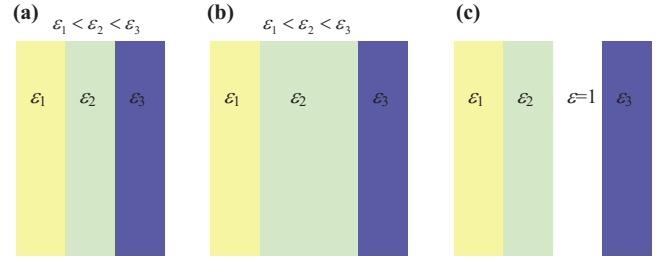 (a)
ε₁ < ε₂ < ε₃
ε₁ ε₂ ε₃
(b)
ε₁ < ε₂ < ε₃
ε₁ ε₂ ε₃
(c)
ε₁ ε₂ ε=1 ε₃